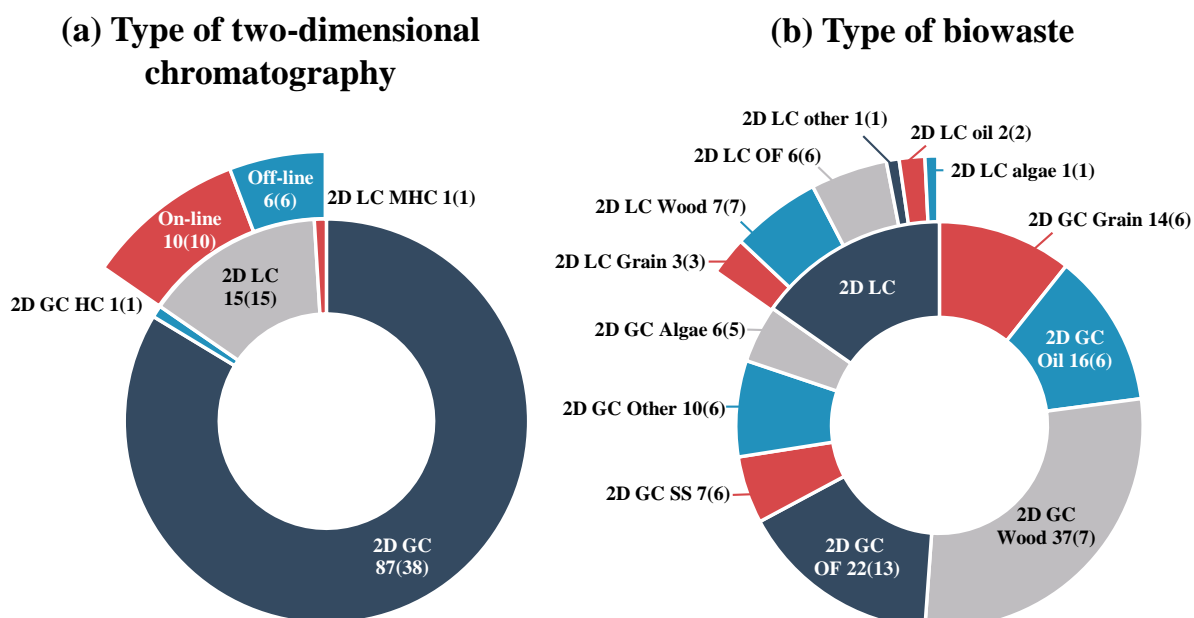 (a) Type of two-dimensional
chromatography
Off-line
6(6)
2D LC MHC 1(1)
On-line
10(10)
2D LC
15(15)
2D GC HC 1(1)
2D GC
87(38)
(b) Type of biowaste
2D LC other 1(1)
2D LC oil 2(2)
2D LC OF 6(6)
2D LC algae 1(1)
2D LC Wood 7(7)
2D GC Grain 14(6)
2D LC Grain 3(3)
2D LC
2D GC Algae 6(5)
2D GC
Oil 16(6)
2D GC Other 10(6)
2D GC SS 7(6)
2D GC
Wood 37(7)
2D GC
OF 22(13)